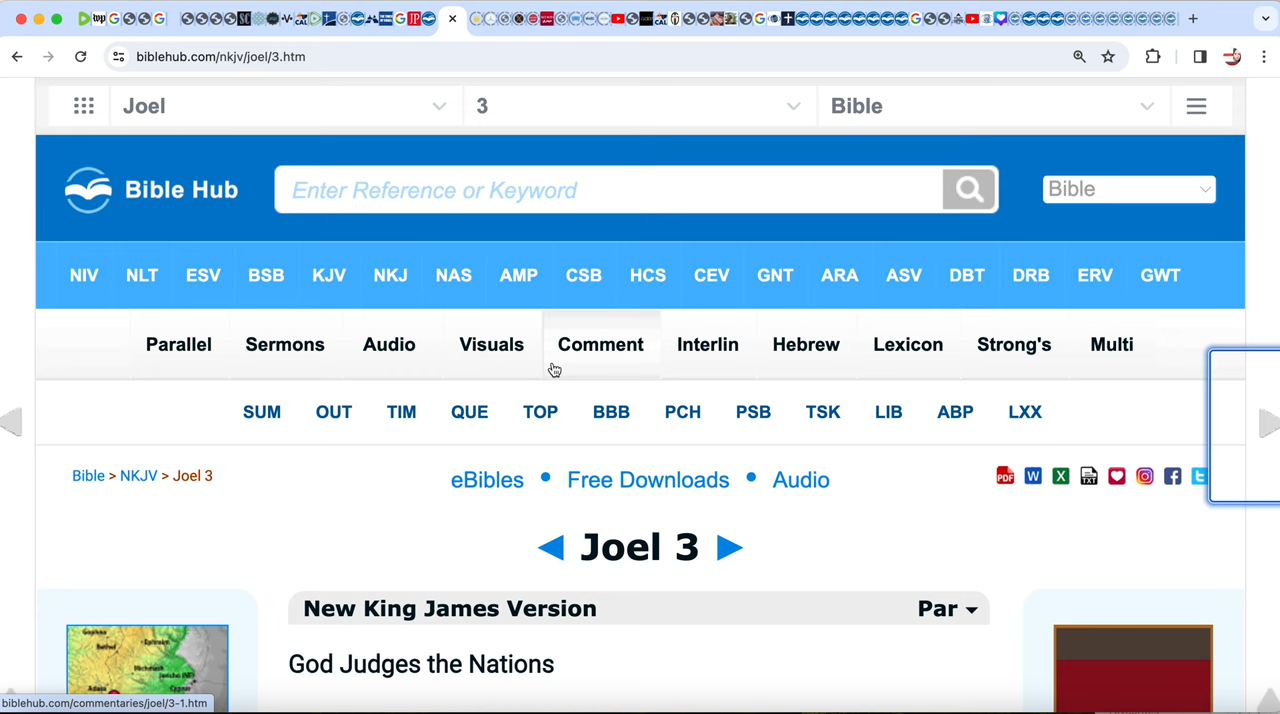 biblehub.com/nkjv/joel/3.htm
Joel 3 Bible
Bible Hub Enter Reference or Keyword Bible
NIV NLT ESV BSB KJV NKJ NAS AMP CSB HCS CEV GNT ARA ASV DBT DRB ERV GWT
Parallel Sermons Audio Visuals Comment Interlin Hebrew Lexicon Strong's Multi
SUM OUT TIM QUE TOP BBB PCH PSB TSK LIB ABP LXX
Bible > NKJV > Joel 3 eBibles • Free Downloads • Audio PDF W X TXT
◄ Joel 3 ►
New King James Version Par
God Judges the Nations
biblehub.com/commentaries/joel/3-1.htm